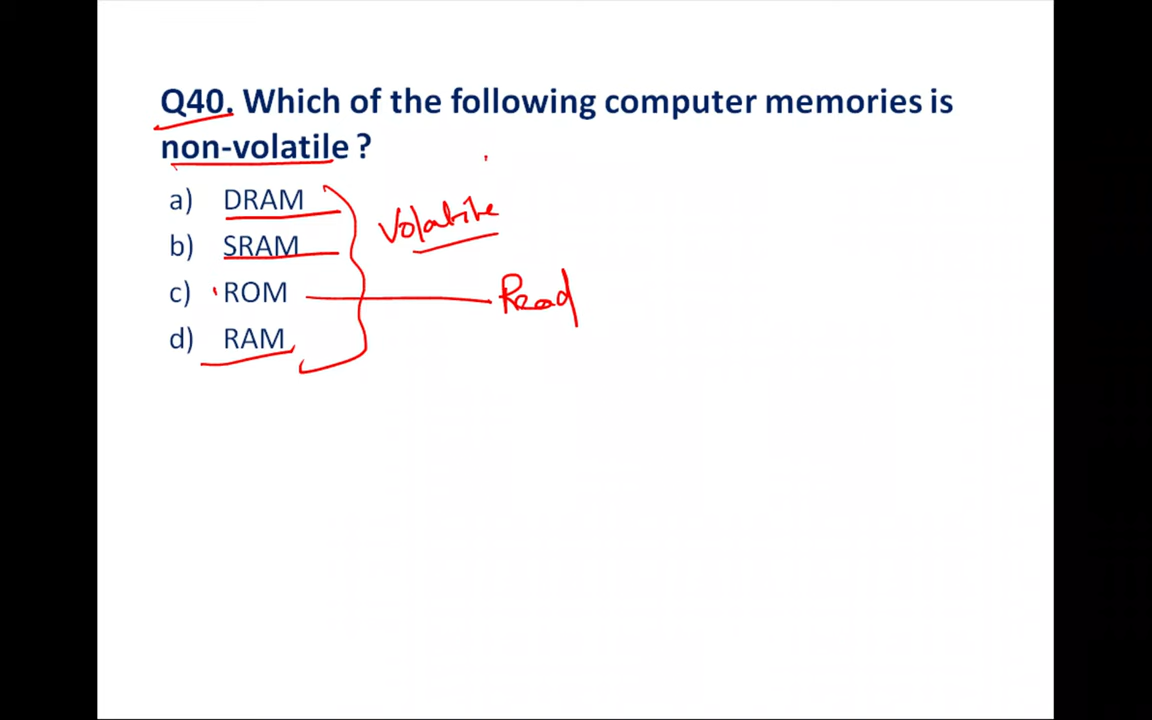 Q40. Which of the following computer memories is
non-volatile ?
a) DRAM
b) SRAM
Volatile
c) ROM
Read
d) RAM